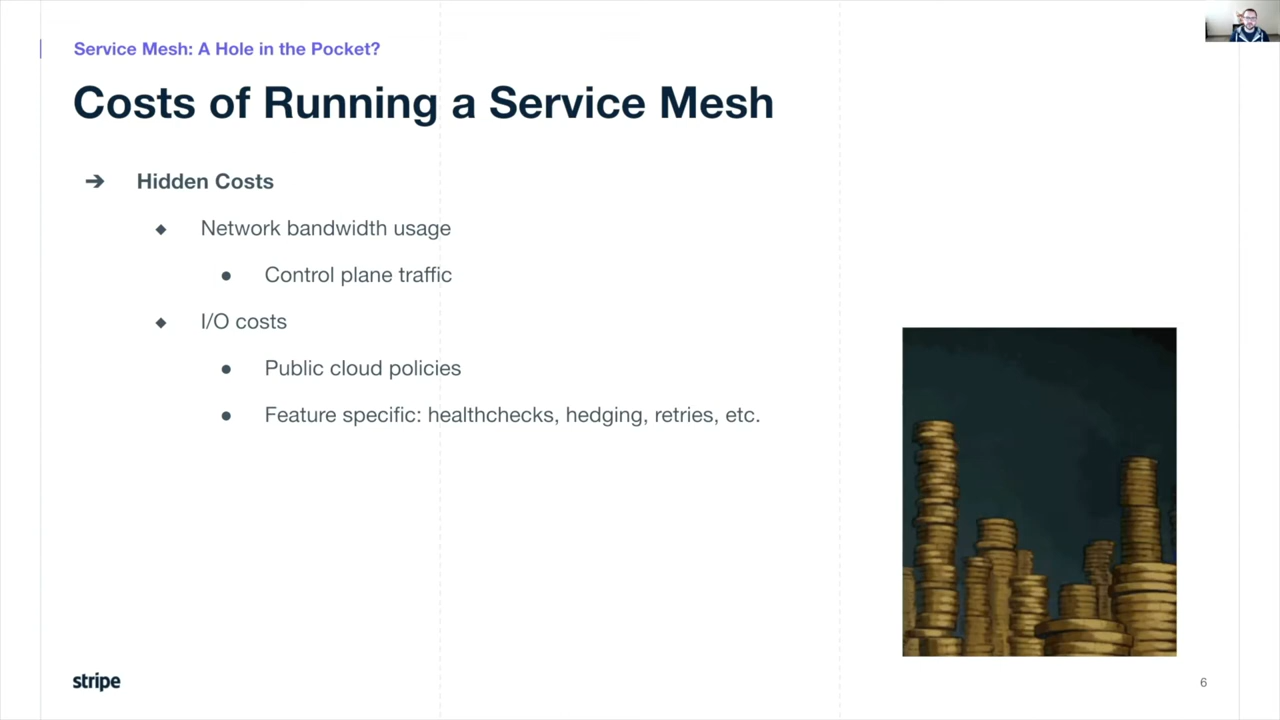 Service Mesh: A Hole in the Pocket?
Costs of Running a Service Mesh
➔ Hidden Costs
◆ Network bandwidth usage
● Control plane traffic
◆ I/O costs
● Public cloud policies
● Feature specific: healthchecks, hedging, retries, etc.
stripe
6